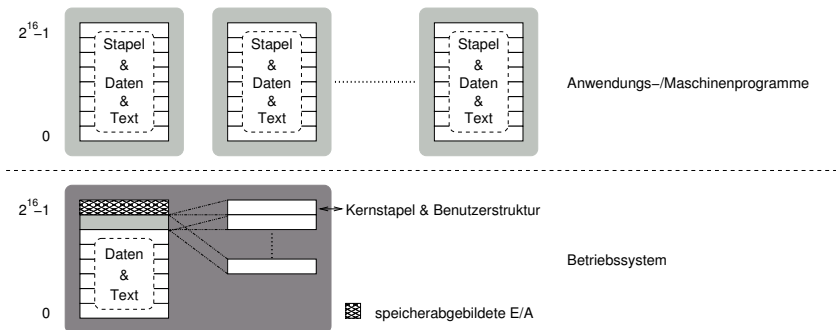 2^16−1
Stapel
&
Daten
&
Text
0
Stapel
&
Daten
&
Text
Stapel
&
Daten
&
Text
Anwendungs−/Maschinenprogramme
2^16−1
Kernstapel & Benutzerstruktur
Daten
&
Text
Betriebssystem
0
speicherabgebildete E/A